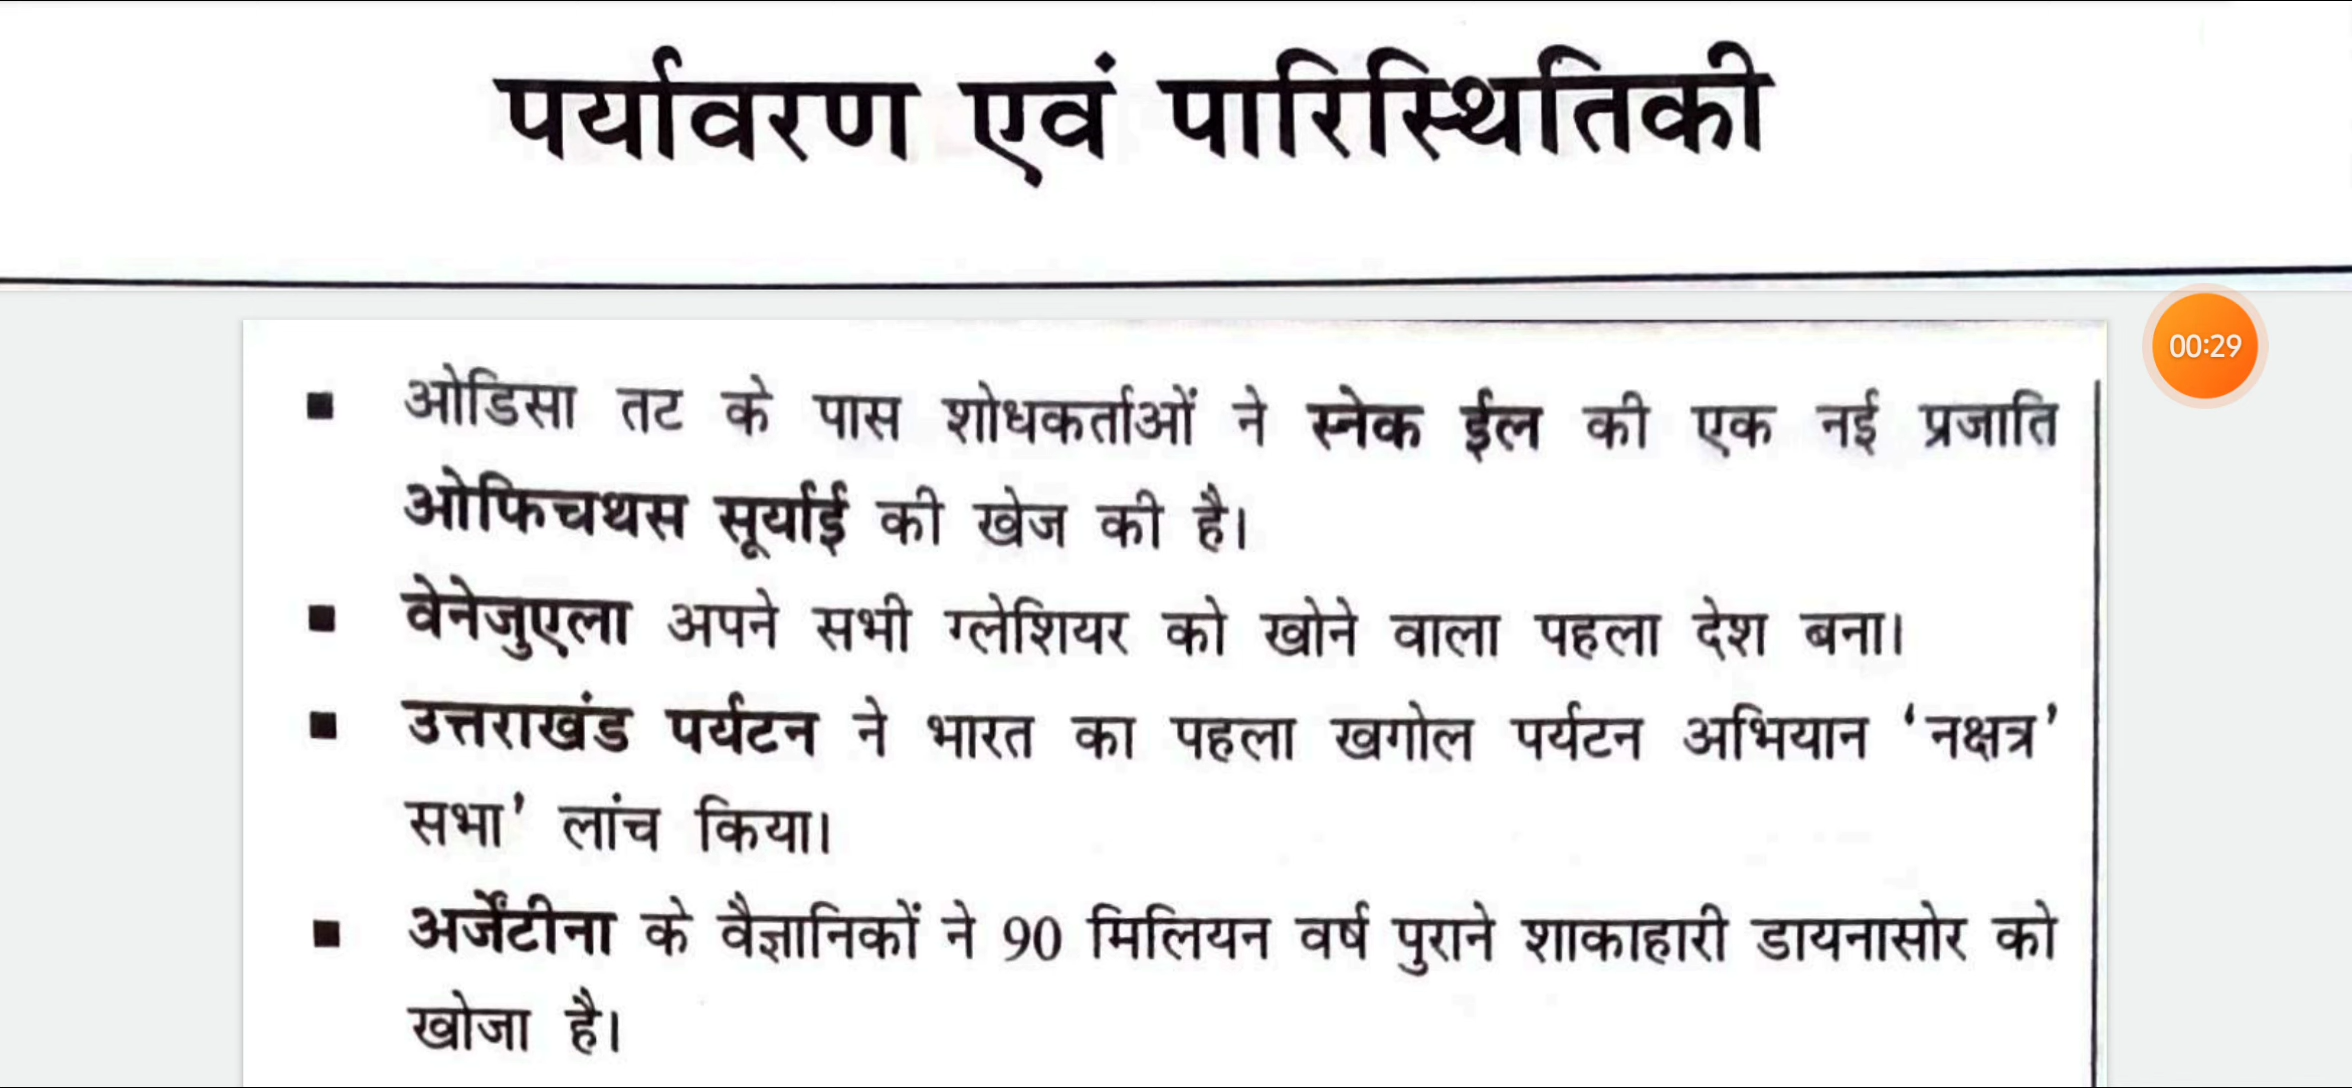 पर्यावरण एवं पारिस्थितिकी
00:29
■ ओडिसा तट के पास शोधकर्ताओं ने स्नेक ईल की एक नई प्रजाति
ओफिचथस सूर्याई की खेज की है।
■ वेनेजुएला अपने सभी ग्लेशियर को खोने वाला पहला देश बना।
■ उत्तराखंड पर्यटन ने भारत का पहला खगोल पर्यटन अभियान ‘नक्षत्र’
सभा’ लांच किया।
■ अर्जेंटीना के वैज्ञानिकों ने 90 मिलियन वर्ष पुराने शाकाहारी डायनासोर को
खोजा है।